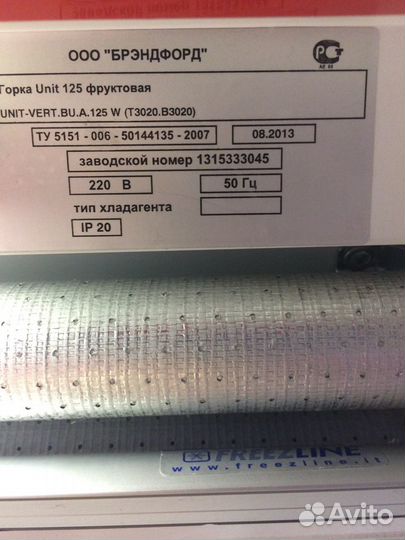 ООО "БРЭНДФОРД"
Горка Unit 125 фруктовая
UNIT-VERT.BU.A.125 W (T3020.B3020)
ТУ 5151 - 006 - 50144135 - 2007
08.2013
заводской номер 1315333045
220 В
50 Гц
тип хладагента
IP 20
FREEZLINE
www.freezline.it
Avito